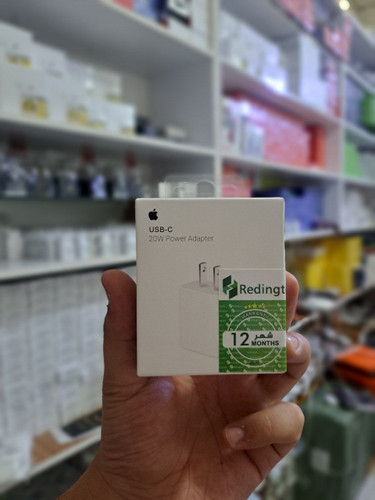 USB-C
20W Power Adapter
Redingt
12 شهر
MONTHS